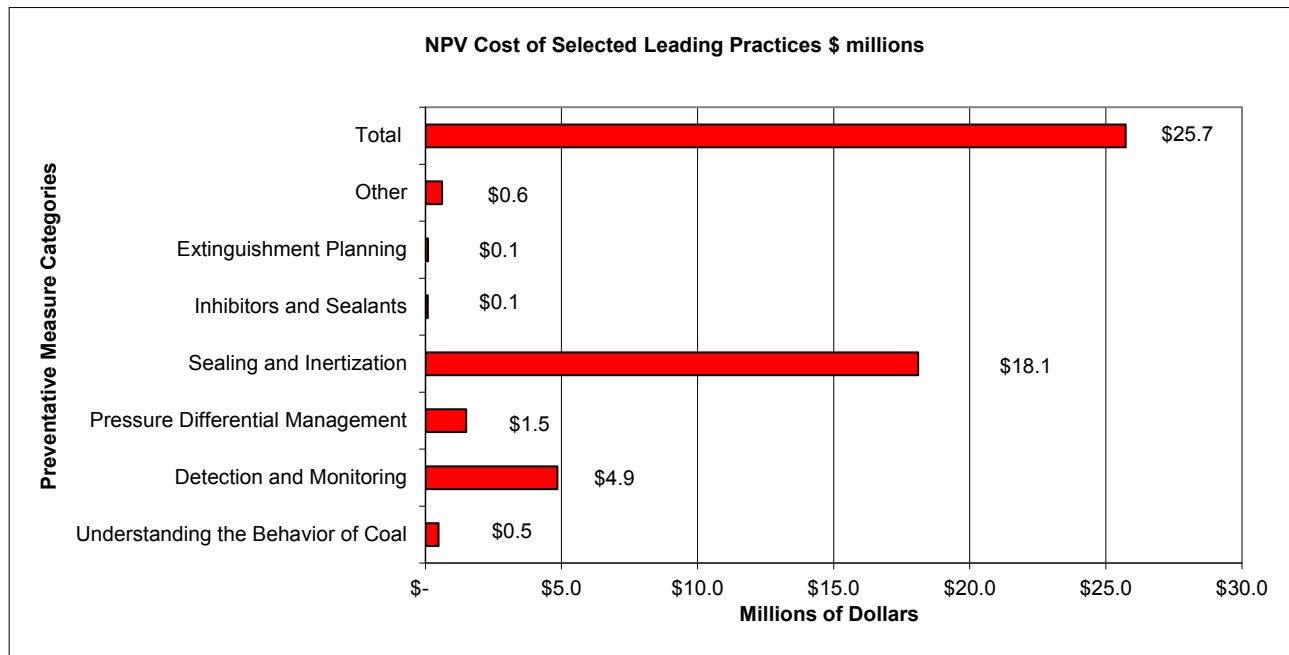 NPV Cost of Selected Leading Practices $ millions
Preventative Measure Categories
Total $25.7
Other $0.6
Extinguishment Planning $0.1
Inhibitors and Sealants $0.1
Sealing and Inertization $18.1
Pressure Differential Management $1.5
Detection and Monitoring $4.9
Understanding the Behavior of Coal $0.5
$- $5.0 $10.0 $15.0 $20.0 $25.0 $30.0
Millions of Dollars